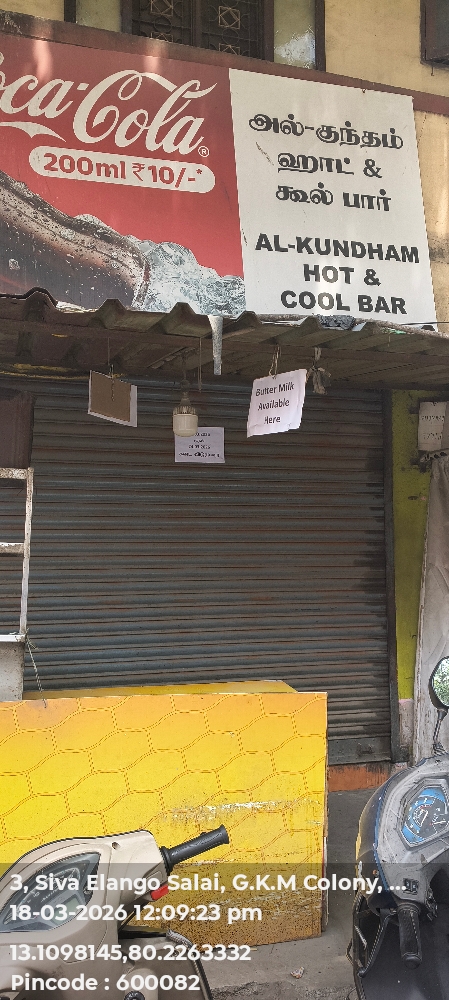 Coca-Cola
200ml ₹10/-*
அல்-குந்தம்
ஹாட் &
கூல் பார்
AL-KUNDHAM
HOT &
COOL BAR
Butter Milk
Available
Here
3, Siva Elango Salai, G.K.M Colony, ...
18-03-2026 12:09:23 pm
13.1098145,80.2263332
Pincode : 600082